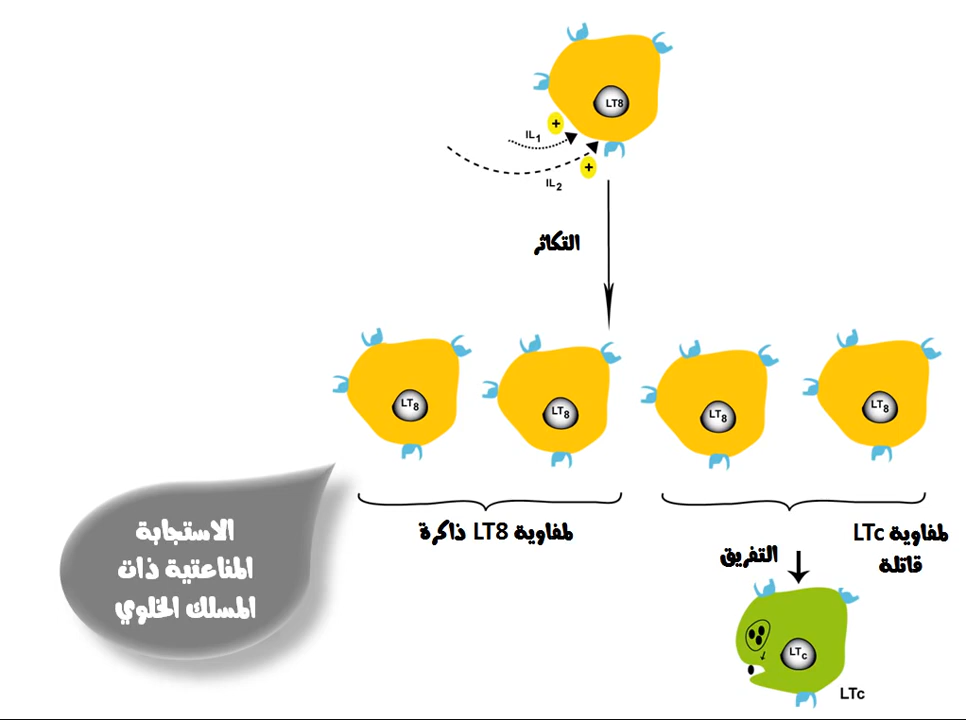 LT8
+
IL1
+
IL2
التكاثر
LT8
LT8
LT8
LT8
لمفاوية LT8 ذاكرة
لمفاوية LTc
قاتلة
التفريق
الاستجابة
المناعتية ذات
المسلك الخلوي
LTc
LTc